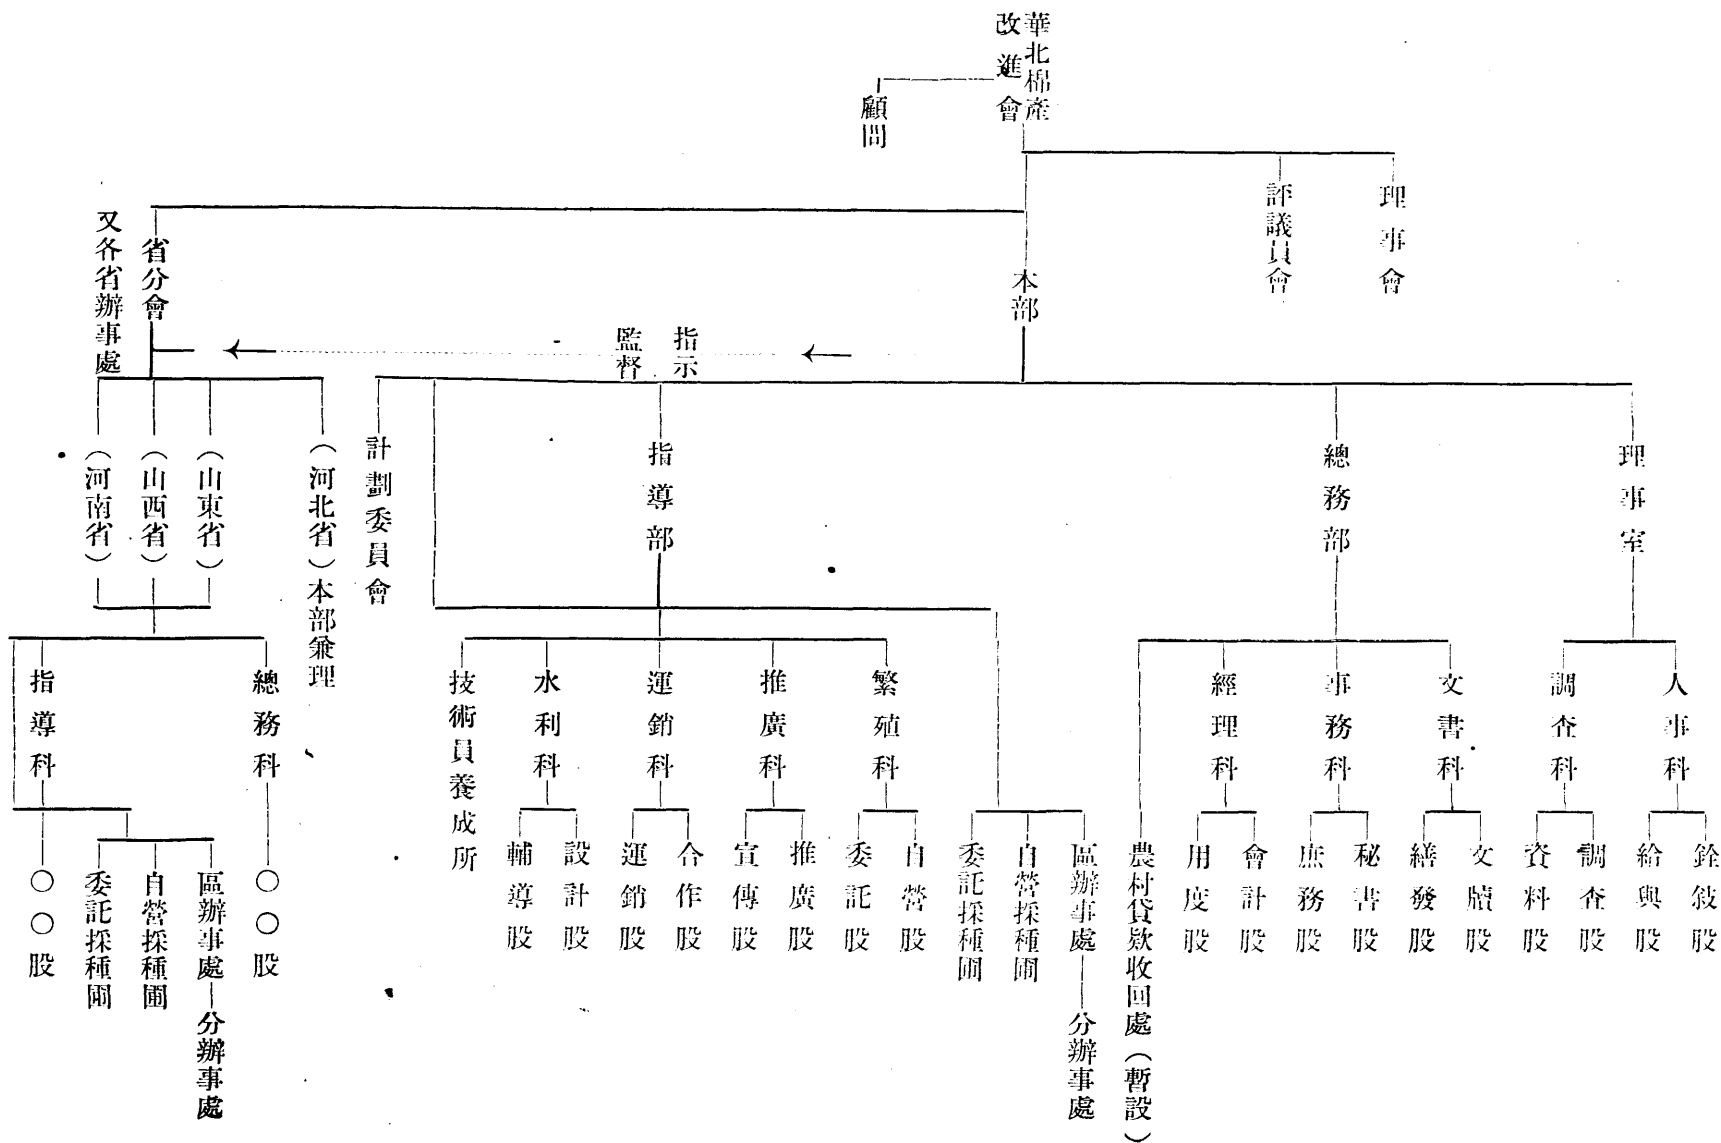 華北棉產
改進會
顧問
理事會
評議員會
本部
省分會
又各省辦事處
指示
監督
理事室
總務部
指導部
計劃委員會
(河北省)本部兼理
(山東省)
(山西省)
(河南省)
人事科
調查科
文書科
事務科
經理科
農村貸款收回處(暫設)
繁殖科
推廣科
運銷科
水利科
技術員養成所
總務科
指導科
銓敍股
給與股
調查股
資料股
文牘股
繕發股
秘書股
庶務股
會計股
用度股
區辦事處
分辦事處
自營採種圃
委託採種圃
自營股
委託股
推廣股
宣傳股
合作股
運銷股
設計股
輔導股
〇〇股
區辦事處
分辦事處
自營採種圃
委託採種圃
〇〇股